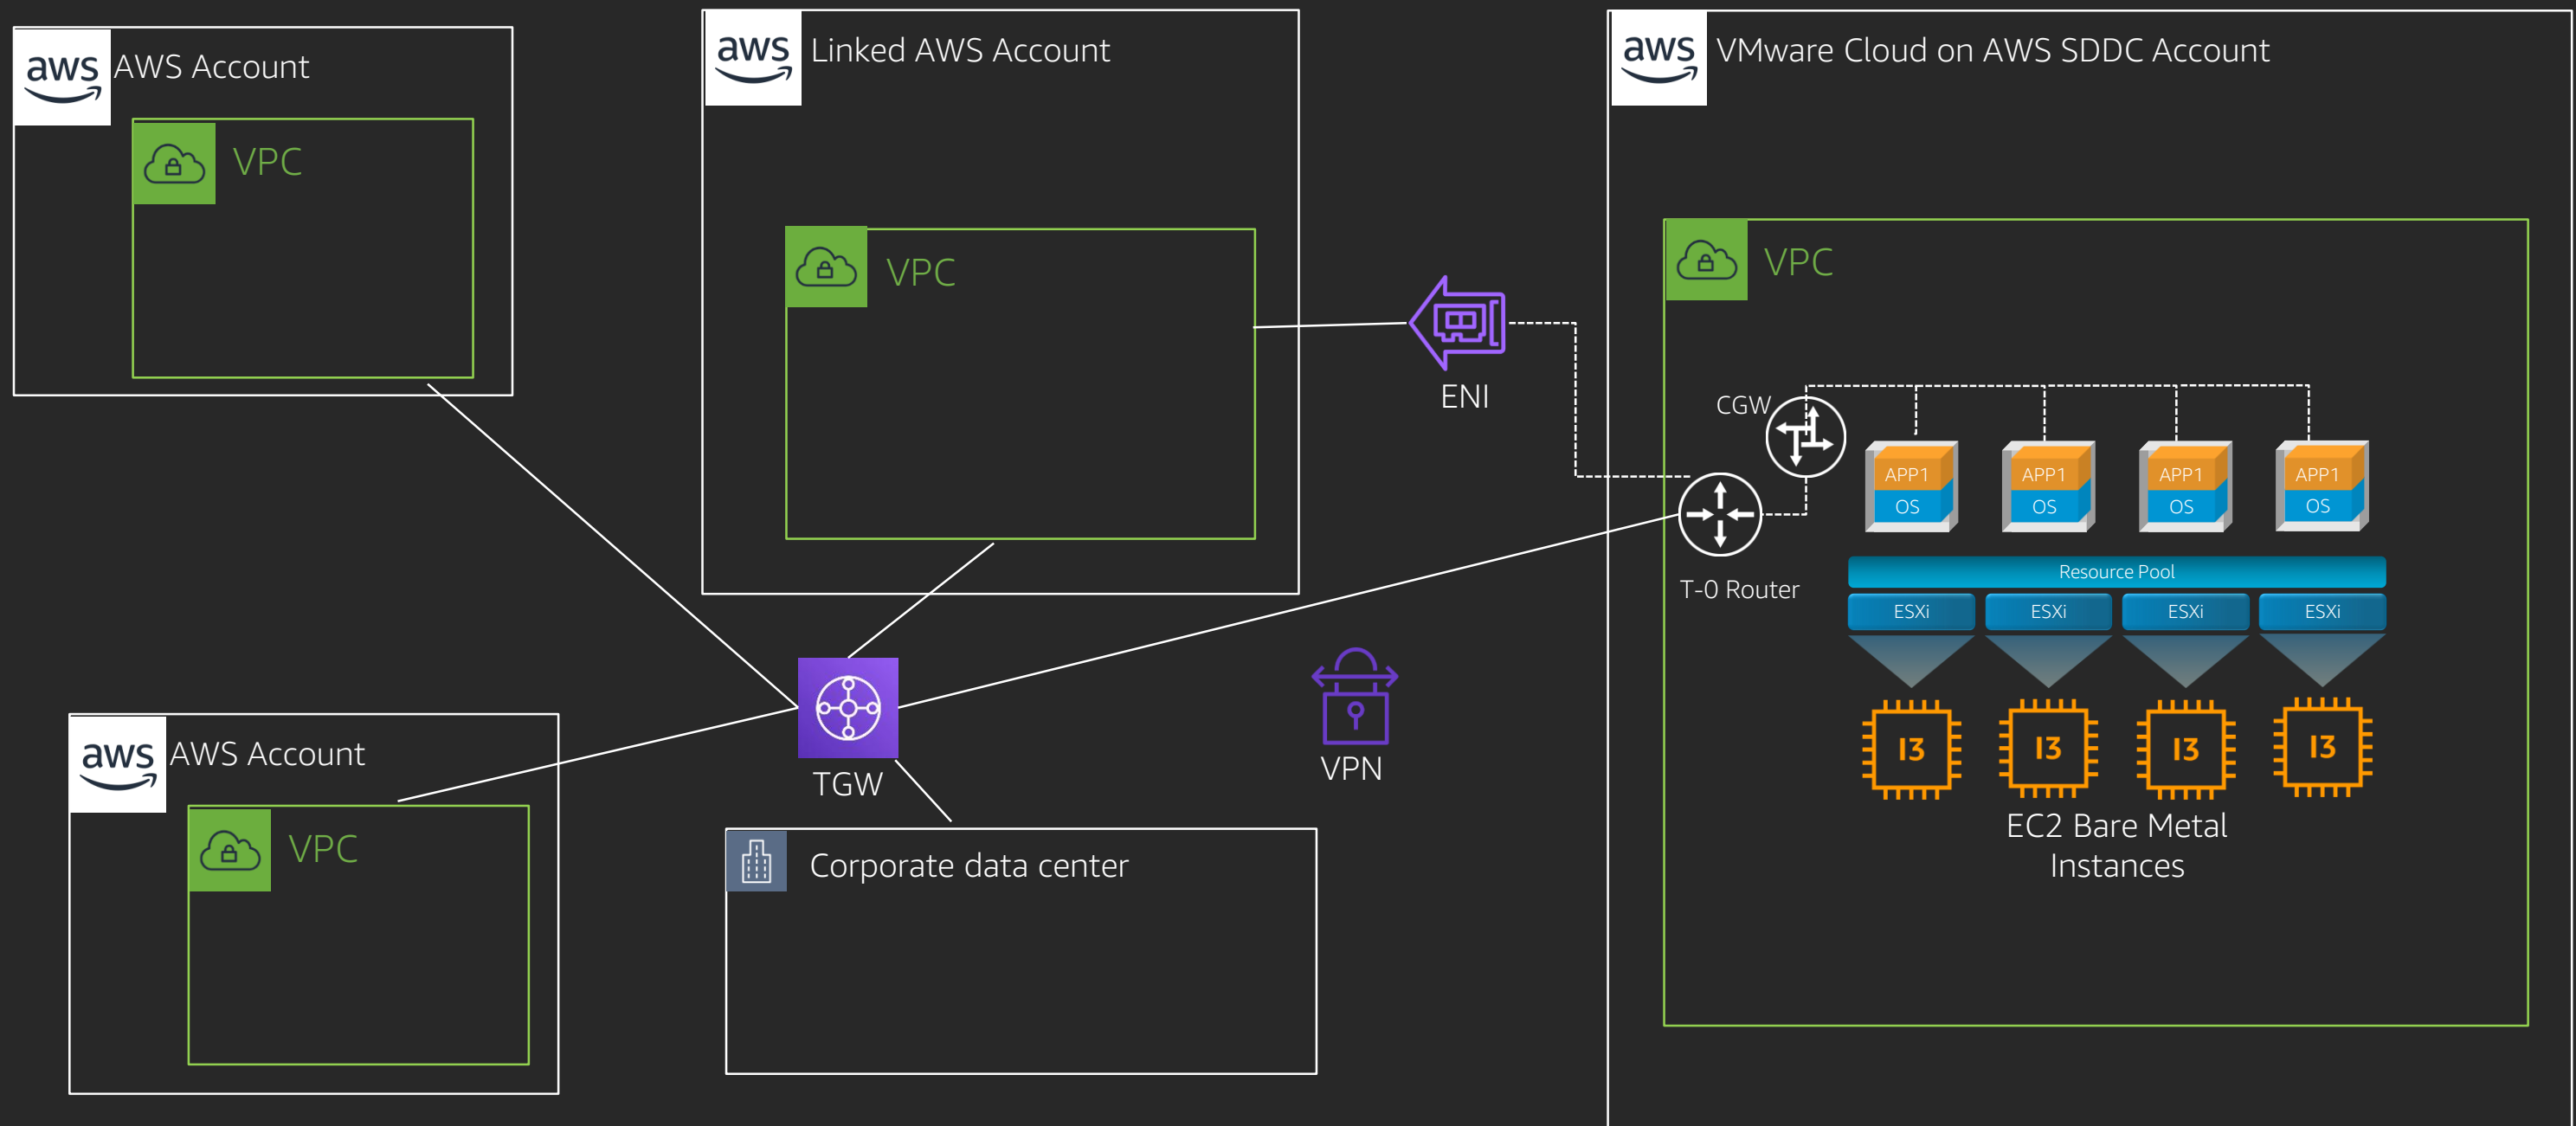 aws
AWS Account
VPC
aws
Linked AWS Account
VPC
ENI
aws
VMware Cloud on AWS SDDC Account
VPC
CGW
T-0 Router
APP1
OS
APP1
OS
APP1
OS
APP1
OS
Resource Pool
ESXi
ESXi
ESXi
ESXi
I3
I3
I3
I3
EC2 Bare Metal
Instances
TGW
VPN
aws
AWS Account
VPC
Corporate data center